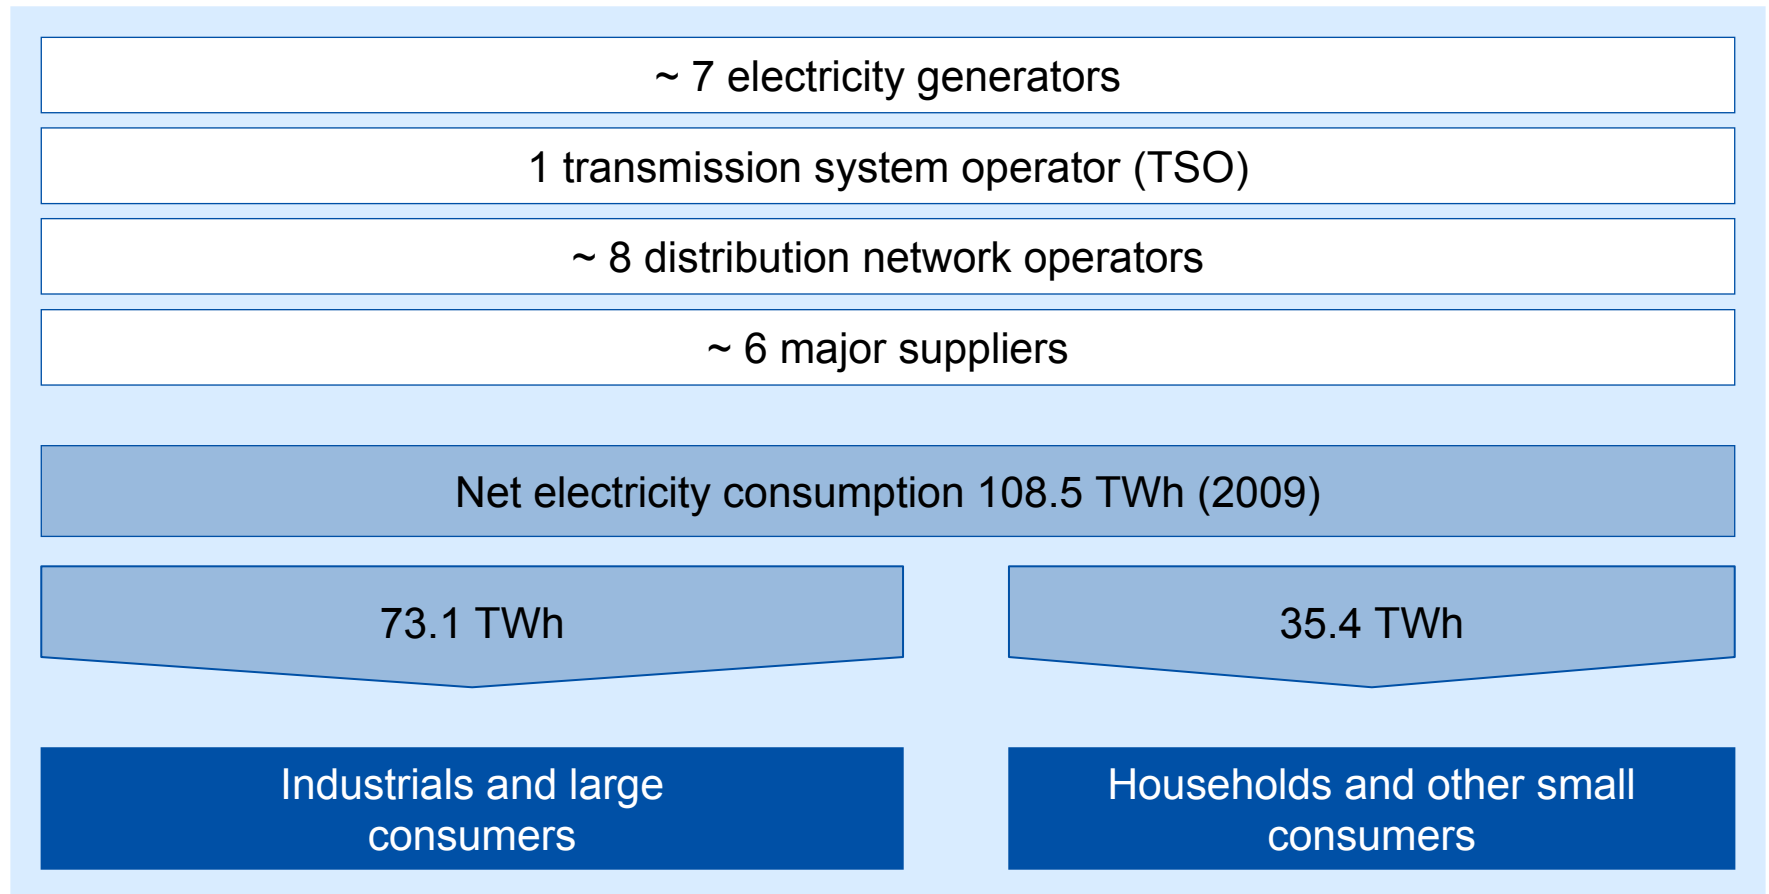 ~ 7 electricity generators
1 transmission system operator (TSO)
~ 8 distribution network operators
~ 6 major suppliers
Net electricity consumption 108.5 TWh (2009)
73.1 TWh
35.4 TWh
Industrials and large
consumers
Households and other small
consumers